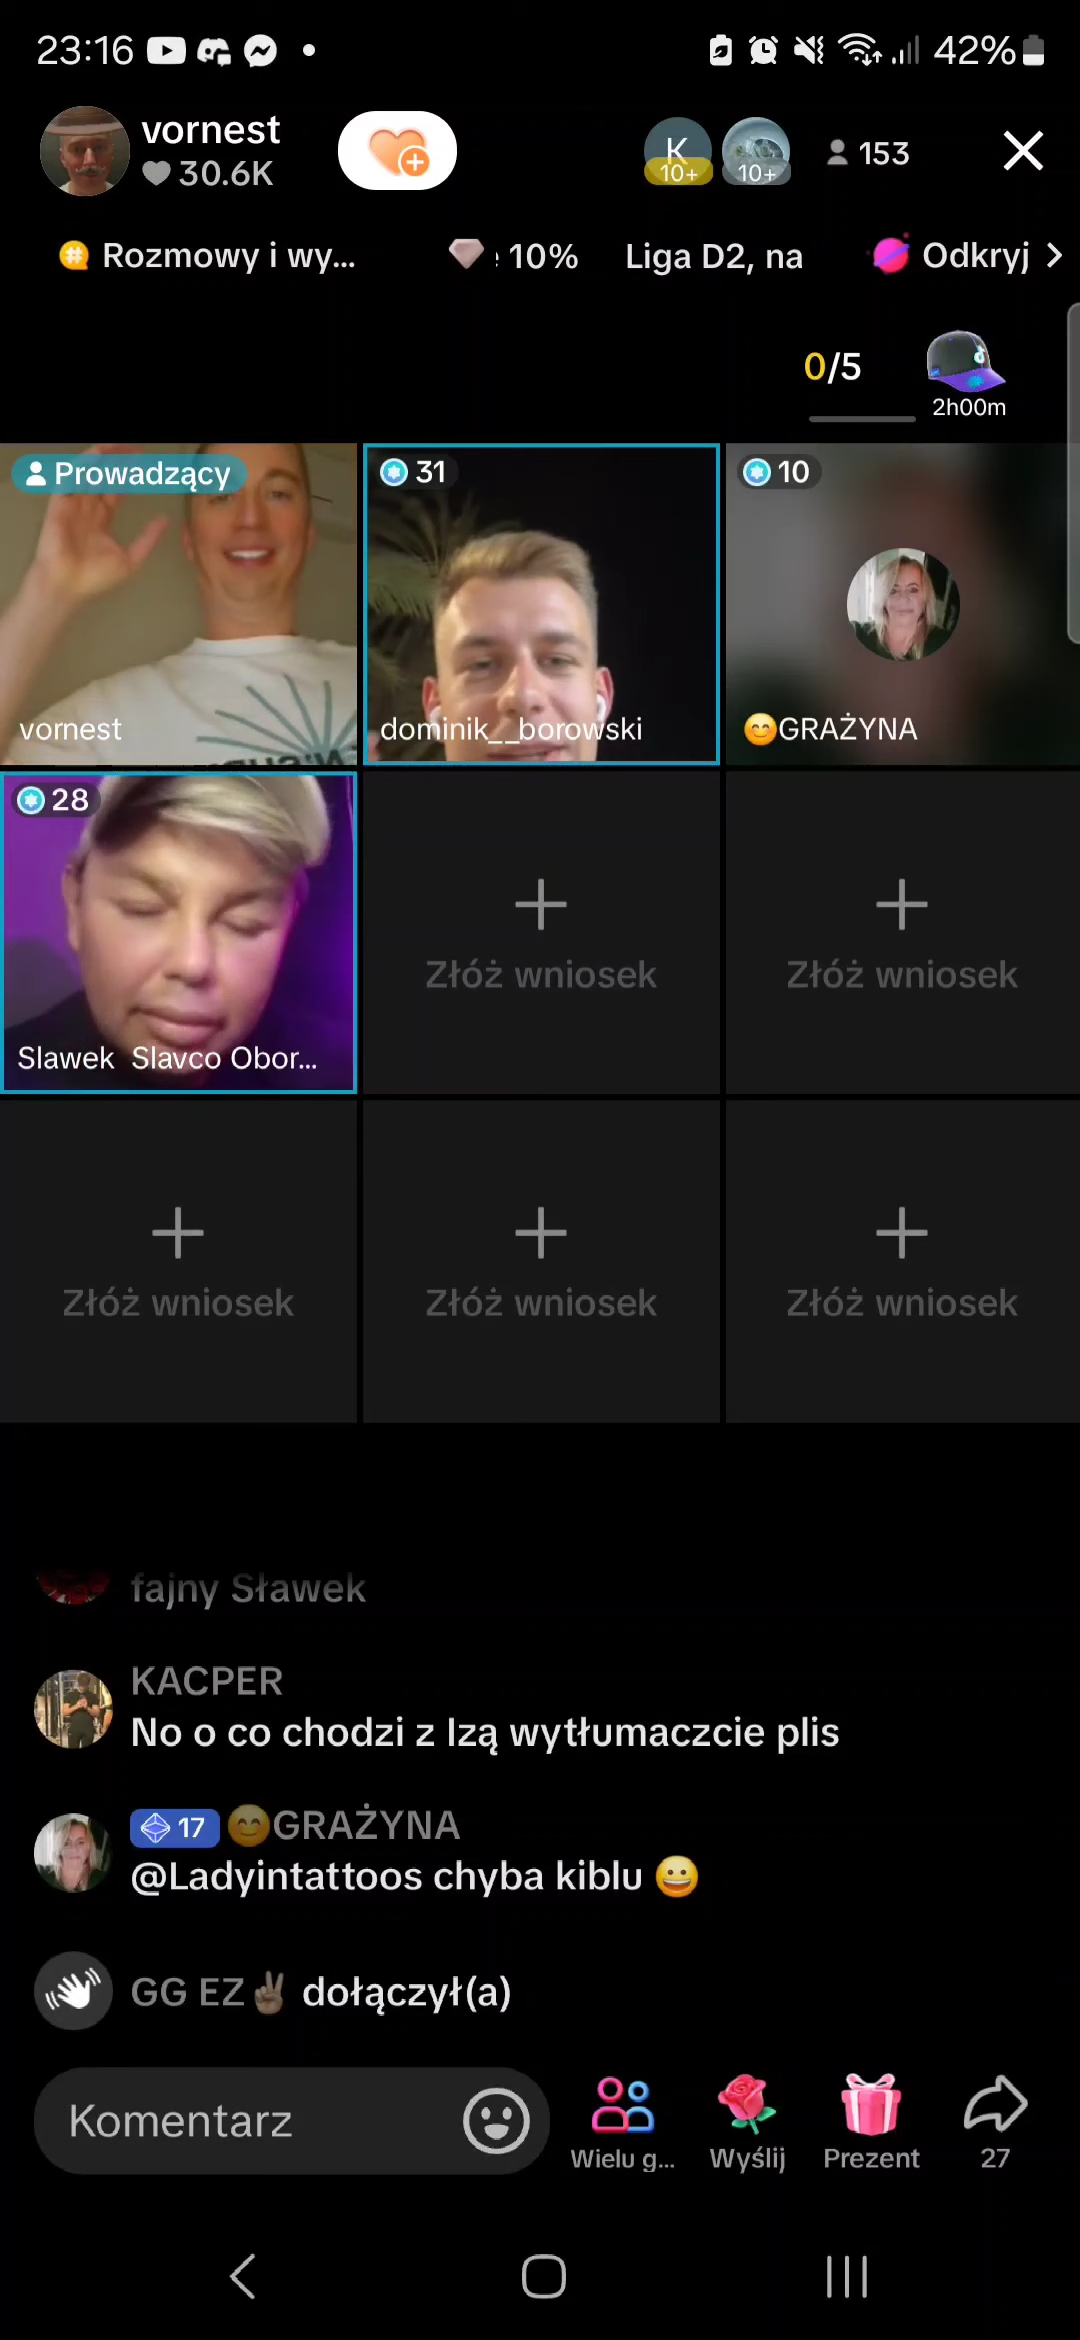 23:16
42%
vornest
30.6K
K
10+
10+
153
Rozmowy i wy...
10%
Liga D2, na
Odkryj
0/5
2h00m
Prowadzący
vornest
31
dominik__borowski
10
😊GRAŻYNA
28
Slawek Slavco Obor...
Złóż wniosek
Złóż wniosek
Złóż wniosek
Złóż wniosek
Złóż wniosek
fajny Sławek
KACPER
No o co chodzi z Izą wytłumaczcie plis
17 😊GRAŻYNA
@Ladyintattoos chyba kiblu 😀
GG EZ✌🏽 dołączył(a)
Komentarz
Wielu g...
Wyślij
Prezent
27